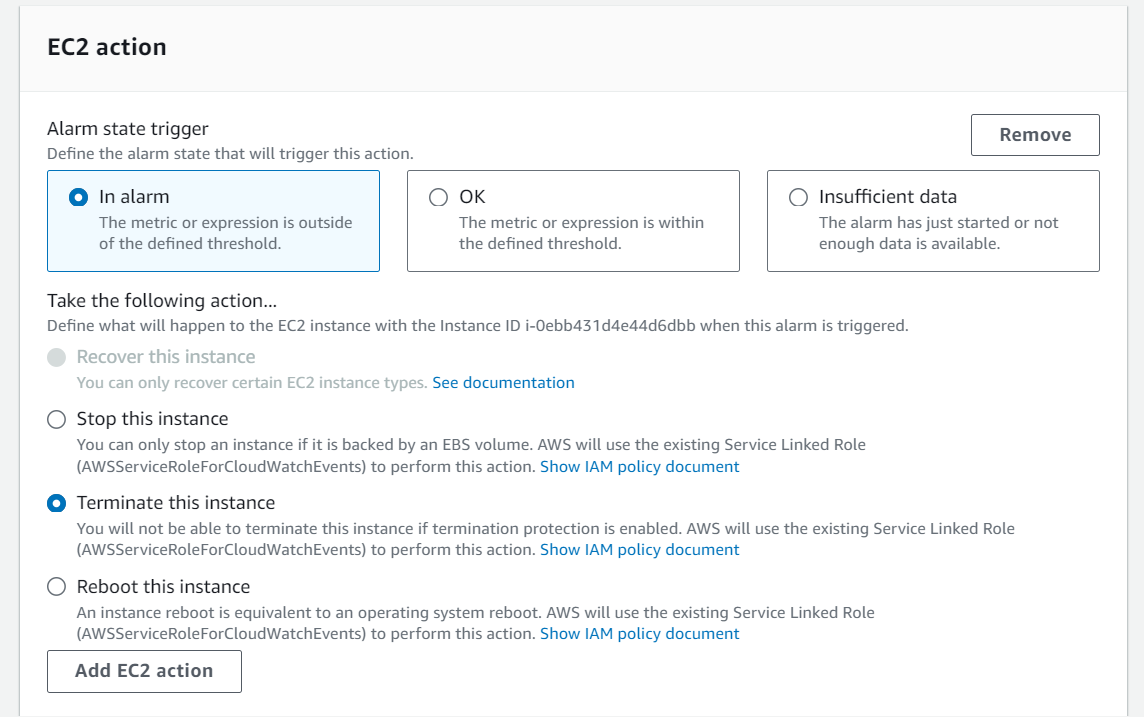 EC2 action
Alarm state trigger
Define the alarm state that will trigger this action.
Remove
In alarm
The metric or expression is outside
of the defined threshold.
OK
The metric or expression is within
the defined threshold.
Insufficient data
The alarm has just started or not
enough data is available.
Take the following action...
Define what will happen to the EC2 instance with the Instance ID i-0ebb431d4e44d6dbb when this alarm is triggered.
Recover this instance
You can only recover certain EC2 instance types. See documentation
Stop this instance
You can only stop an instance if it is backed by an EBS volume. AWS will use the existing Service Linked Role
(AWSServiceRoleForCloudWatchEvents) to perform this action. Show IAM policy document
Terminate this instance
You will not be able to terminate this instance if termination protection is enabled. AWS will use the existing Service Linked Role
(AWSServiceRoleForCloudWatchEvents) to perform this action. Show IAM policy document
Reboot this instance
An instance reboot is equivalent to an operating system reboot. AWS will use the existing Service Linked Role
(AWSServiceRoleForCloudWatchEvents) to perform this action. Show IAM policy document
Add EC2 action